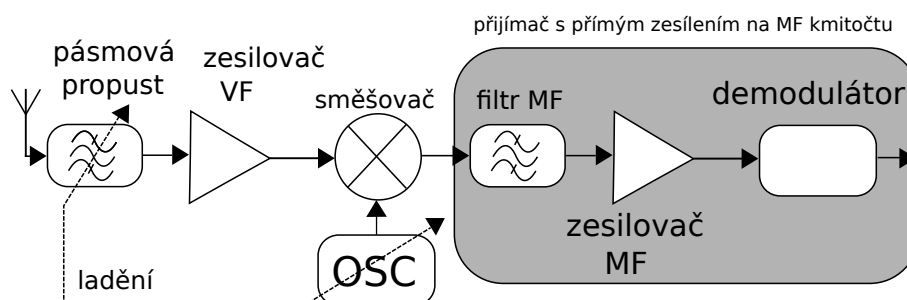 přijímač s přímým zesílením na MF kmitočtu
pásmová
propust
zesilovač
VF
směšovač
filtr MF
demodulátor
zesilovač
MF
OSC
ladění